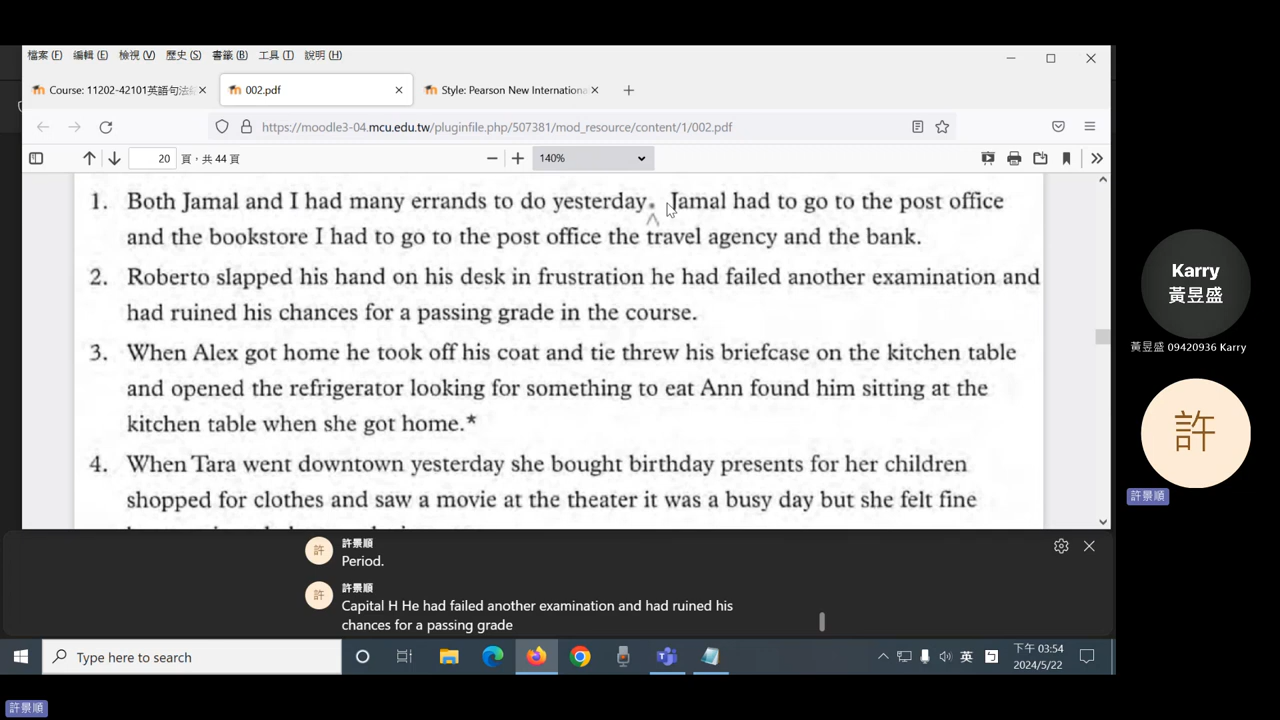 檔案 (F) 編輯 (E) 檢視 (V) 歷史 (S) 書籤 (B) 工具 (T) 說明 (H)
Course: 11202-42101英語句法
002.pdf
Style: Pearson New Internationa
https://moodle3-04.mcu.edu.tw/pluginfile.php/507381/mod_resource/content/1/002.pdf
20 頁，共 44 頁
140%
1. Both Jamal and I had many errands to do yesterday. Jamal had to go to the post office
and the bookstore I had to go to the post office the travel agency and the bank.
2. Roberto slapped his hand on his desk in frustration he had failed another examination and
had ruined his chances for a passing grade in the course.
3. When Alex got home he took off his coat and tie threw his briefcase on the kitchen table
and opened the refrigerator looking for something to eat Ann found him sitting at the
kitchen table when she got home.*
4. When Tara went downtown yesterday she bought birthday presents for her children
shopped for clothes and saw a movie at the theater it was a busy day but she felt fine
Karry
黃昱盛
黃昱盛 09420936 Karry
許
許景順
許 許景順
Period.
許 許景順
Capital H He had failed another examination and had ruined his
chances for a passing grade
Type here to search
英
下午 03:54
2024/5/22
許景順